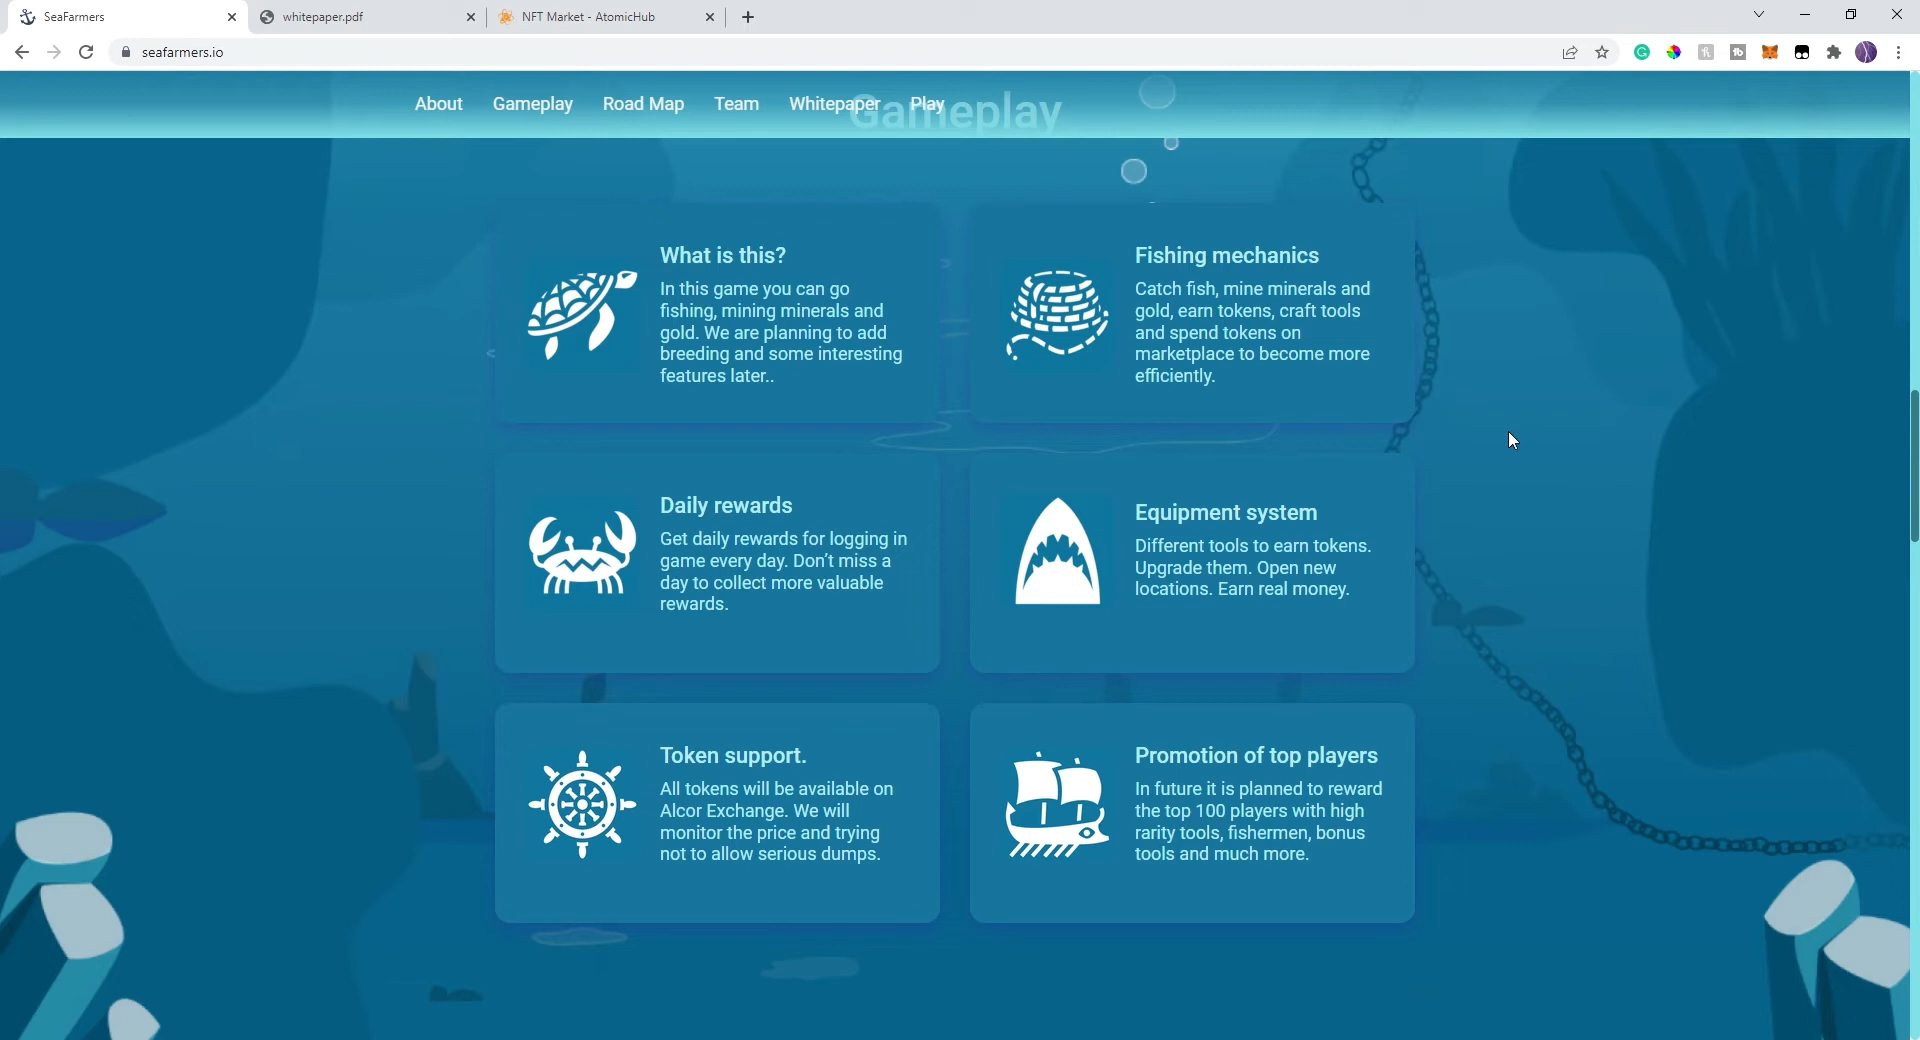 SeaFarmers
whitepaper.pdf
NFT Market - AtomicHub
seafarmers.io
About Gameplay Road Map Team Whitepaper Play
Gameplay
What is this?
In this game you can go
fishing, mining minerals and
gold. We are planning to add
breeding and some interesting
features later..
Fishing mechanics
Catch fish, mine minerals and
gold, earn tokens, craft tools
and spend tokens on
marketplace to become more
efficiently.
Daily rewards
Get daily rewards for logging in
game every day. Don’t miss a
day to collect more valuable
rewards.
Equipment system
Different tools to earn tokens.
Upgrade them. Open new
locations. Earn real money.
Token support.
All tokens will be available on
Alcor Exchange. We will
monitor the price and trying
not to allow serious dumps.
Promotion of top players
In future it is planned to reward
the top 100 players with high
rarity tools, fishermen, bonus
tools and much more.